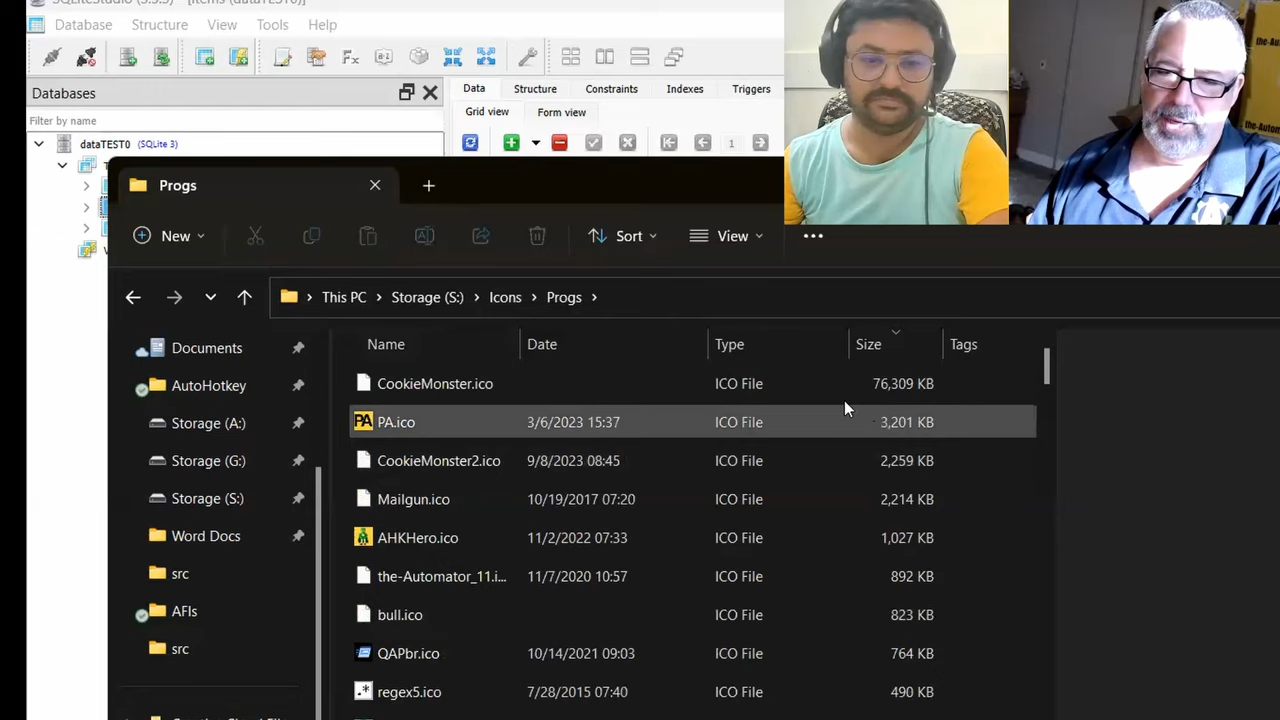 SQLiteStudio (3.3.3) - [Items (dataTEST0)]
Database Structure View Tools Help
Databases
Data Structure Constraints Indexes Triggers
Grid view Form view
Filter by name
1
dataTEST0 (SQLite 3)
Progs
New Sort View
This PC Storage (S:) Icons Progs
Name Date Type Size Tags
Documents
AutoHotkey
Storage (A:)
Storage (G:)
Storage (S:)
Word Docs
src
AFIs
src
CookieMonster.ico ICO File 76,309 KB
PA.ico 3/6/2023 15:37 ICO File 3,201 KB
CookieMonster2.ico 9/8/2023 08:45 ICO File 2,259 KB
Mailgun.ico 10/19/2017 07:20 ICO File 2,214 KB
AHKHero.ico 11/2/2022 07:33 ICO File 1,027 KB
the-Automator_11.i... 11/7/2020 10:57 ICO File 892 KB
bull.ico ICO File 823 KB
QAPbr.ico 10/14/2021 09:03 ICO File 764 KB
regex5.ico 7/28/2015 07:40 ICO File 490 KB